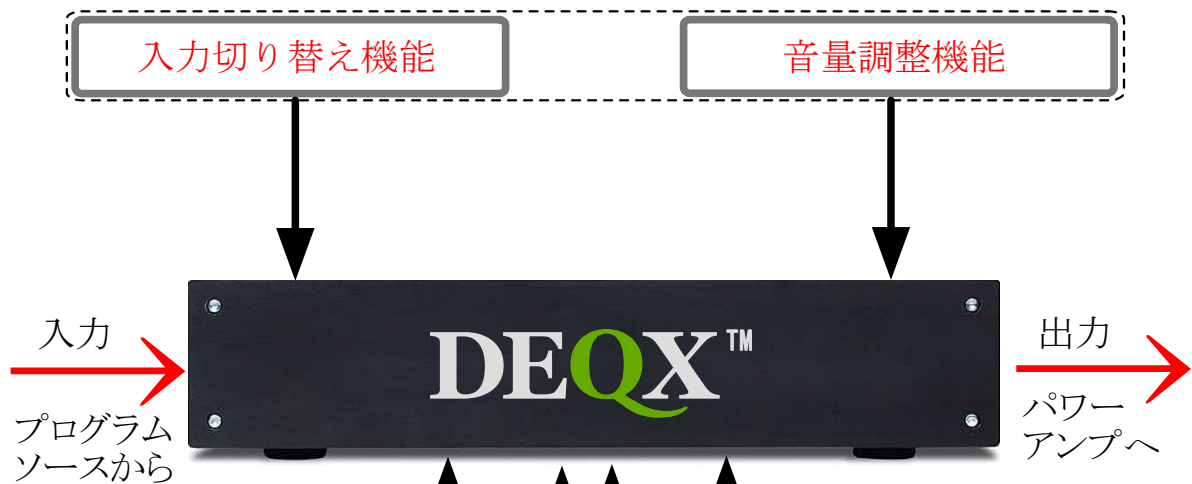 入力切り替え機能
音量調整機能
入力
プログラム
ソースから
DEQX™
出力
パワー
アンプへ